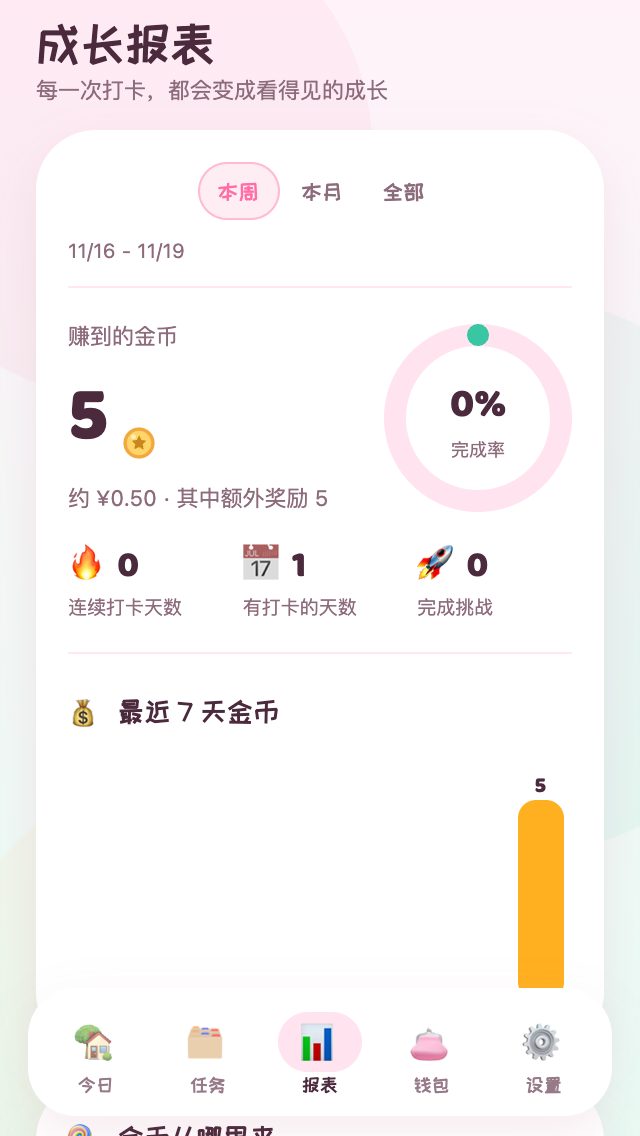 成长报表
每一次打卡，都会变成看得见的成长
本周 本月 全部
11/16 - 11/19
赚到的金币
5
0%
完成率
约 ¥0.50 · 其中额外奖励 5
0 JUL 17 1 0
连续打卡天数 有打卡的天数 完成挑战
最近 7 天金币
5
今日 任务 报表 钱包 设置